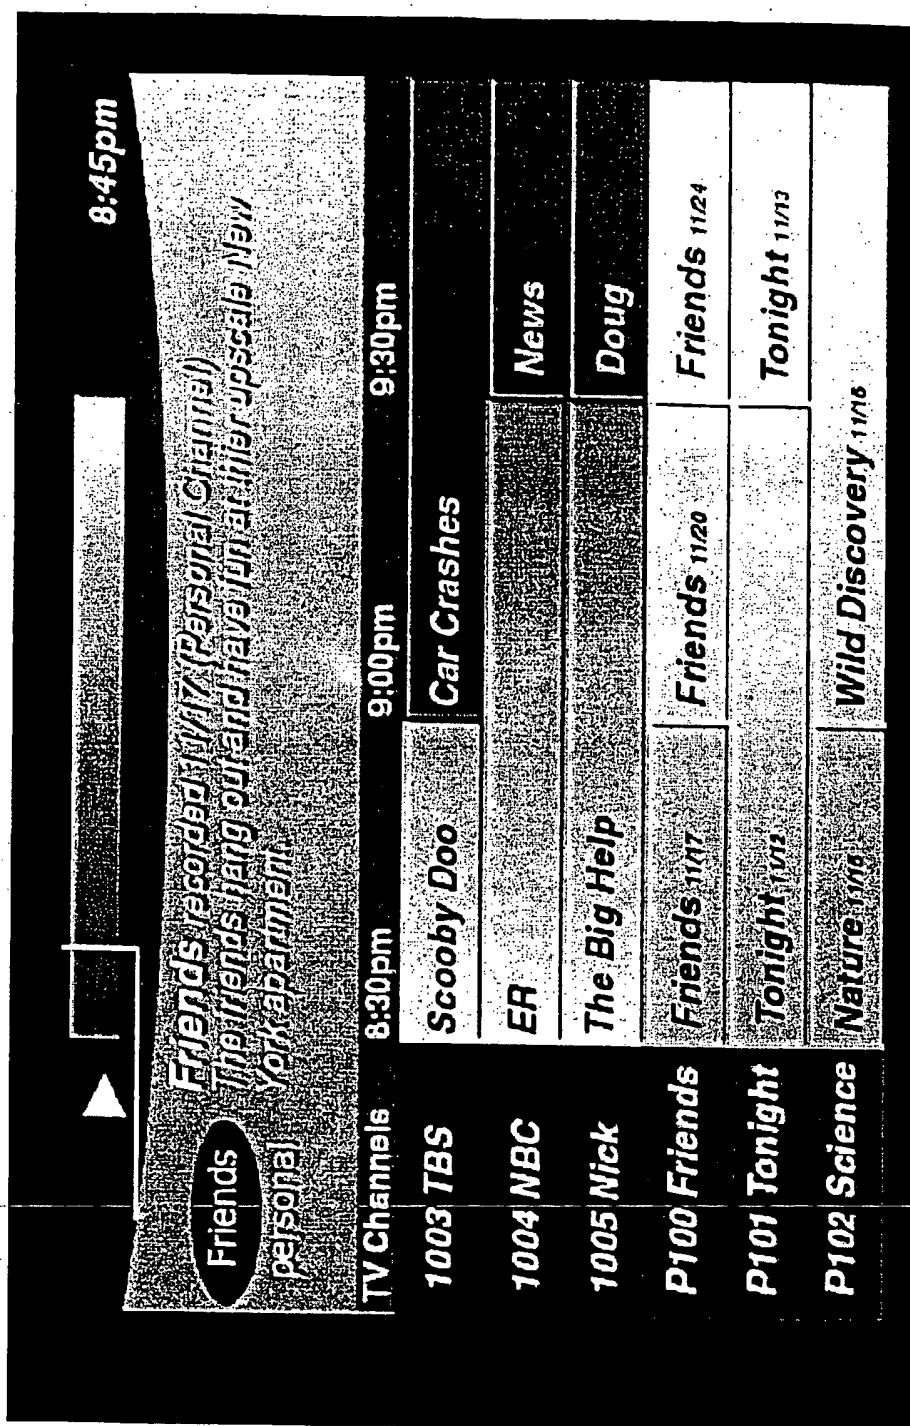 8:45pm
Friends
personal
Friends recorded 11/17 (Personal Channel)
The friends hang out and have fun at their upscale New
York apartment.
TV Channels 8:30pm 9:00pm 9:30pm
1003 TBS Scooby Doo Car Crashes
1004 NBC ER News
1005 Nick The Big Help Doug
P100 Friends Friends 11/17 Friends 11/20 Friends 11/24
P101 Tonight Tonight 11/12 Tonight 11/13
P102 Science Nature 11/16 Wild Discovery 11/16